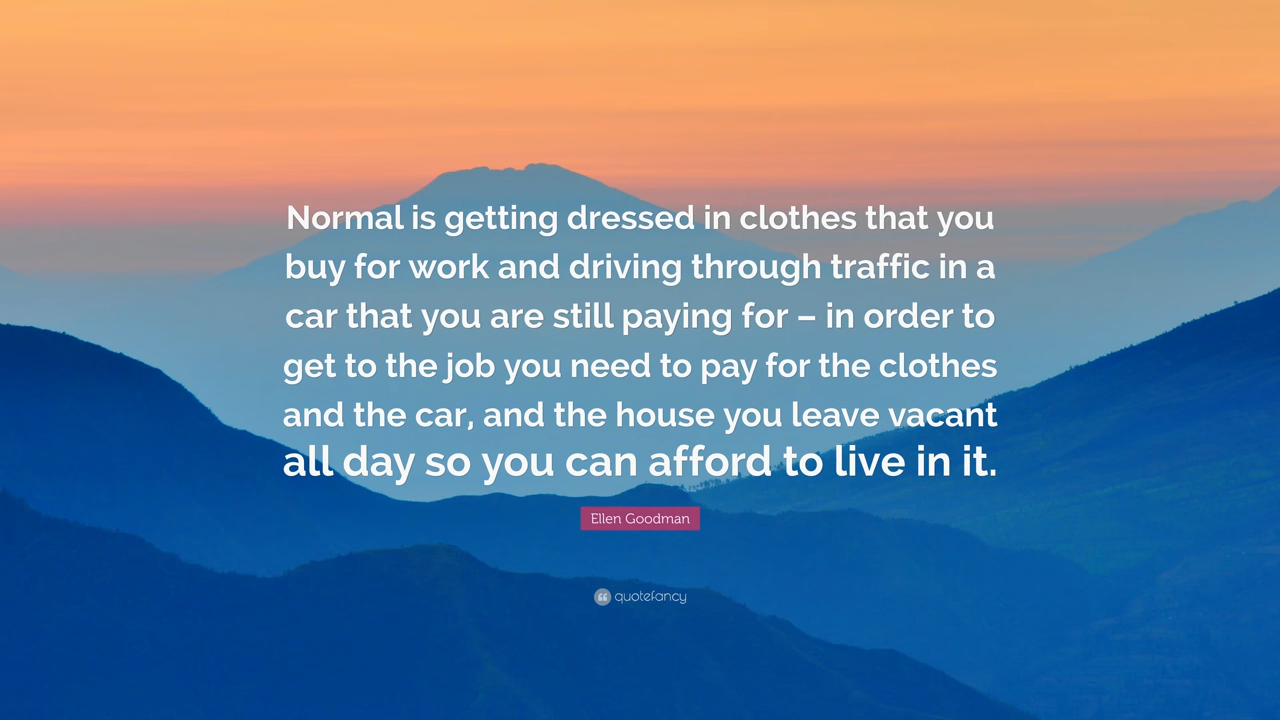 Normal is getting dressed in clothes that you
buy for work and driving through traffic in a
car that you are still paying for – in order to
get to the job you need to pay for the clothes
and the car, and the house you leave vacant
all day so you can afford to live in it.
Ellen Goodman
quotefancy